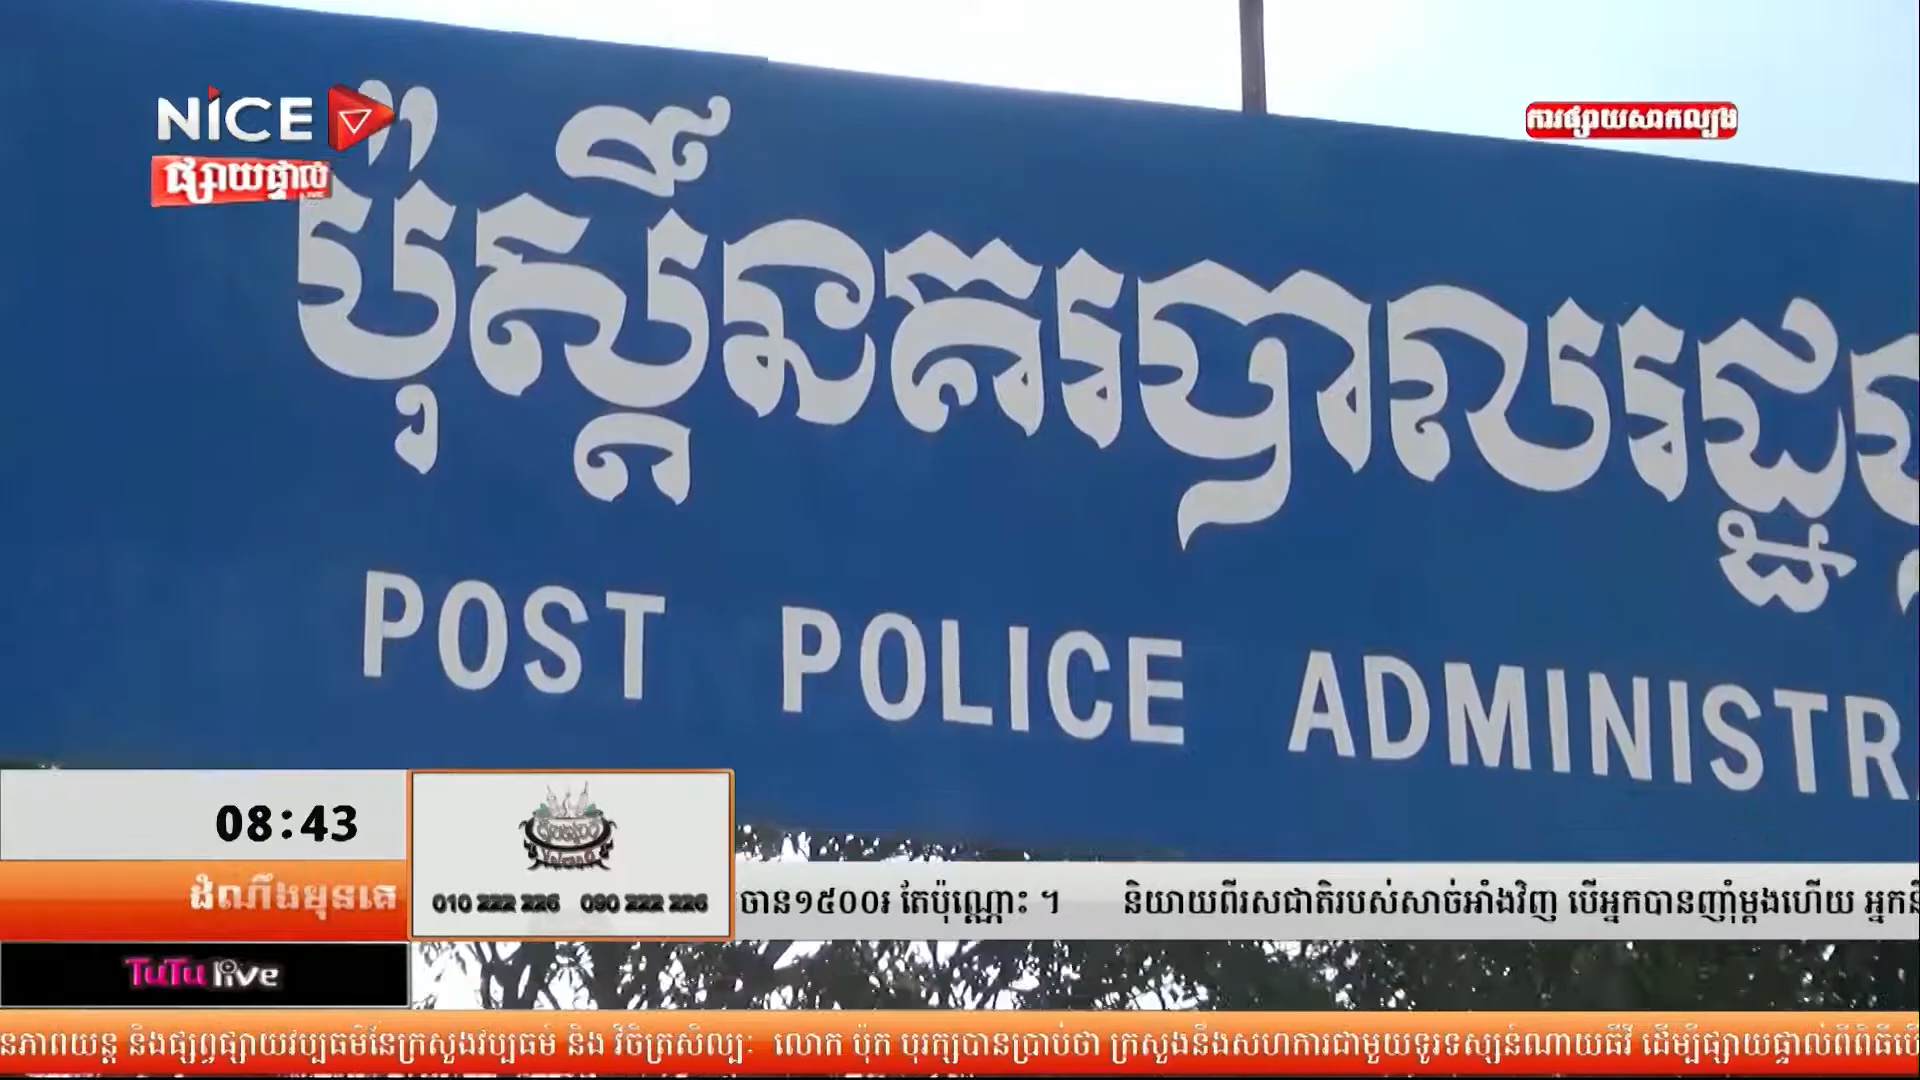 NICE
ផ្សាយផ្ទាល់
LIVE
ការផ្សាយសាកល្បង
ប៉ុស្តិ៍នគរបាលរដ្ឋ
POST POLICE ADMINISTR
08:43
ដំណឹងមុនគេ
TuTu live
Volcano
010 222 226 090 222 226
ចាន១៥០០៛ តែប៉ុណ្ណោះ ។ និយាយពីរសជាតិរបស់សាច់អាំងវិញ បើអ្នកបានញ៉ាំម្ដងហើយ អ្នកនឹ
នភាពយន្ត និងផ្សព្វផ្សាយវប្បធម៌នៃក្រសួងវប្បធម៌ និង វិចិត្រសិល្បៈ លោក ប៉ុក បុរក្សបានប្រាប់ថា ក្រសួងនឹងសហការជាមួយទូរទស្សន៍ណាយធីវី ដើម្បីផ្សាយផ្ទាល់ពីពិធីបើ